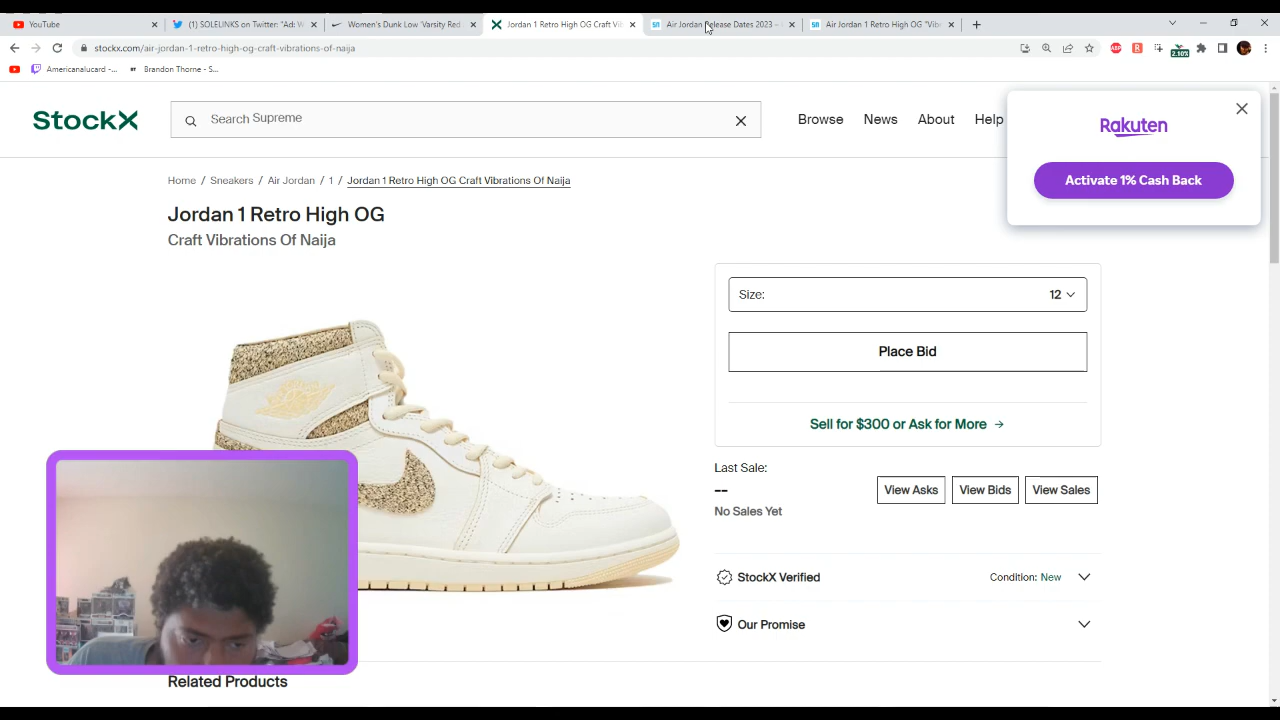 YouTube
(1) SOLELINKS on Twitter: "Ad: W
Women's Dunk Low 'Varsity Red
Jordan 1 Retro High OG Craft Vib
Air Jordan Release Dates 2023 –
Air Jordan 1 Retro High OG "Vib
stockx.com/air-jordan-1-retro-high-og-craft-vibrations-of-naija
ABP
2.10%
Americanalucard -...
Brandon Thorne - S...
StockX
Search Supreme
Browse
News
About
Help
Rakuten
Activate 1% Cash Back
Home / Sneakers / Air Jordan / 1 / Jordan 1 Retro High OG Craft Vibrations Of Naija
Jordan 1 Retro High OG
Craft Vibrations Of Naija
Size: 12
Place Bid
Sell for $300 or Ask for More →
Last Sale:
--
No Sales Yet
View Asks
View Bids
View Sales
StockX Verified
Condition: New
Our Promise
Related Products